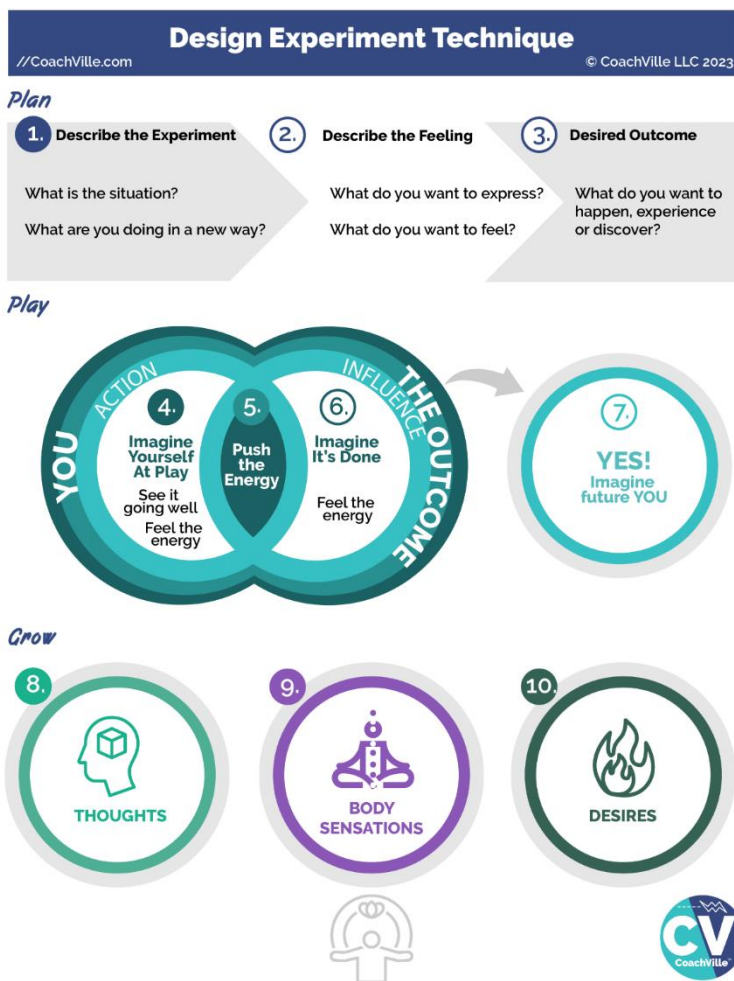 Design Experiment Technique
//CoachVille.com
© CoachVille LLC 2023
Plan
1. Describe the Experiment
What is the situation?
What are you doing in a new way?
2. Describe the Feeling
What do you want to express?
What do you want to feel?
3. Desired Outcome
What do you want to
happen, experience
or discover?
Play
YOU
ACTION
4.
Imagine
Yourself
At Play
See it
going well
Feel the
energy
5.
Push
the
Energy
INFLUENCE
THE OUTCOME
6.
Imagine
It's Done
Feel the
energy
7.
YES!
Imagine
future YOU
Grow
8.
THOUGHTS
9.
BODY
SENSATIONS
10.
DESIRES
CV
CoachVille